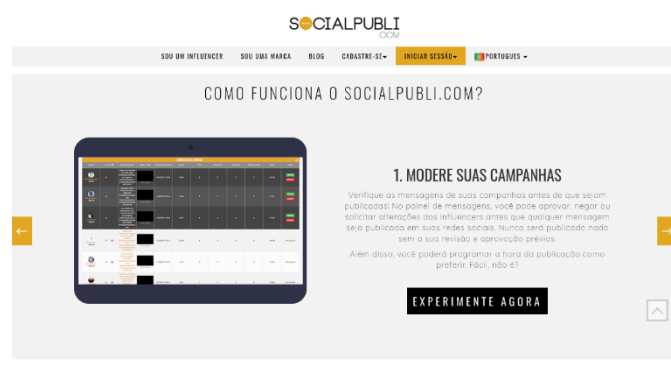 SOCIALPUBLI
.COM
SOU UM INFLUENCER SOU UMA MARCA BLOG CADASTRE-SE INICIAR SESSÃO PORTUGUES
COMO FUNCIONA O SOCIALPUBLI.COM?
1. MODERE SUAS CAMPANHAS
Verifique as mensagens de suas campanhas antes de que sejam
publicadas! No painel de mensagens, você pode aprovar, negar ou
solicitar alterações dos influencers antes que qualquer mensagem
seja publicada em suas redes sociais. Nunca será publicado nada
sem a sua revisão e aprovação prévios.
Além disso, você poderá programar a hora da publicação como
preferir. Fácil, não é?
EXPERIMENTE AGORA